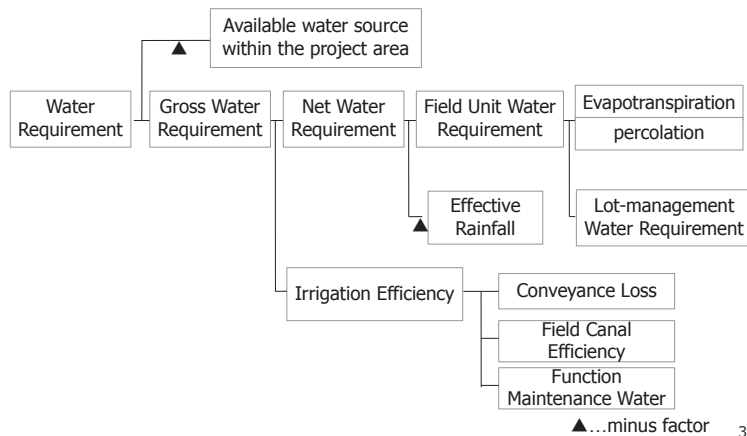 Available water source
within the project area
▲
Water
Requirement
Gross Water
Requirement
Net Water
Requirement
Field Unit Water
Requirement
Evapotranspiration
percolation
Effective
Rainfall
▲
Lot-management
Water Requirement
Irrigation Efficiency
Conveyance Loss
Field Canal
Efficiency
Function
Maintenance Water
▲…minus factor
3